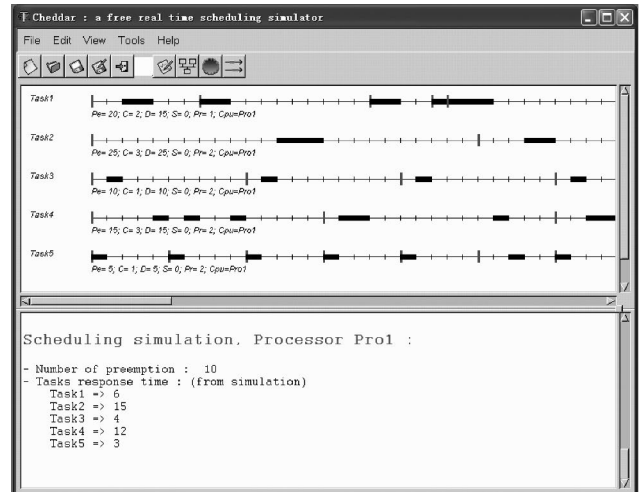 Cheddar : a free real time scheduling simulator
File Edit View Tools Help
Task1
Pe= 20; C= 2; D= 15; S= 0; Pr= 1; Cpu=Pro1
Task2
Pe= 25; C= 3; D= 25; S= 0; Pr= 2; Cpu=Pro1
Task3
Pe= 10; C= 1; D= 10; S= 0; Pr= 2; Cpu=Pro1
Task4
Pe= 15; C= 3; D= 15; S= 0; Pr= 2; Cpu=Pro1
Task5
Pe= 5; C= 1; D= 5; S= 0; Pr= 2; Cpu=Pro1
Scheduling simulation, Processor Pro1 :
- Number of preemption : 10
- Tasks response time : (from simulation)
Task1 => 6
Task2 => 15
Task3 => 4
Task4 => 12
Task5 => 3